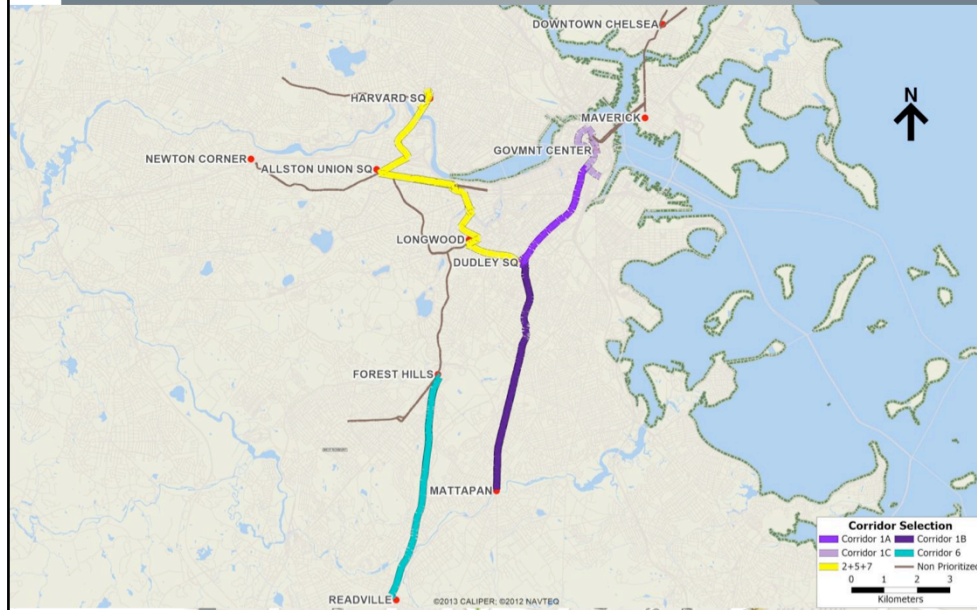 DOWNTOWN CHELSEA
N
HARVARD SQ
MAVERICK
GOVMNT CENTER
NEWTON CORNER
ALLSTON UNION SQ
LONGWOOD
DUDLEY SQ
FOREST HILLS
MATTAPAN
READVILLE
©2013 CALIPER; ©2012 NAVTEQ
Corridor Selection
Corridor 1A Corridor 1B
Corridor 1C Corridor 6
2+5+7 Non Prioritized
0 1 2 3
Kilometers